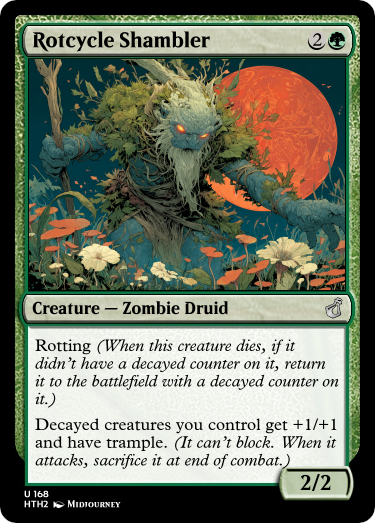 Rotcycle Shambler 2
Creature — Zombie Druid
Rotting (When this creature dies, if it
didn't have a decayed counter on it, return
it to the battlefield with a decayed counter on
it.)
Decayed creatures you control get +1/+1
and have trample. (It can't block. When it
attacks, sacrifice it at end of combat.)
2/2
U 168
HTH2 Midjourney